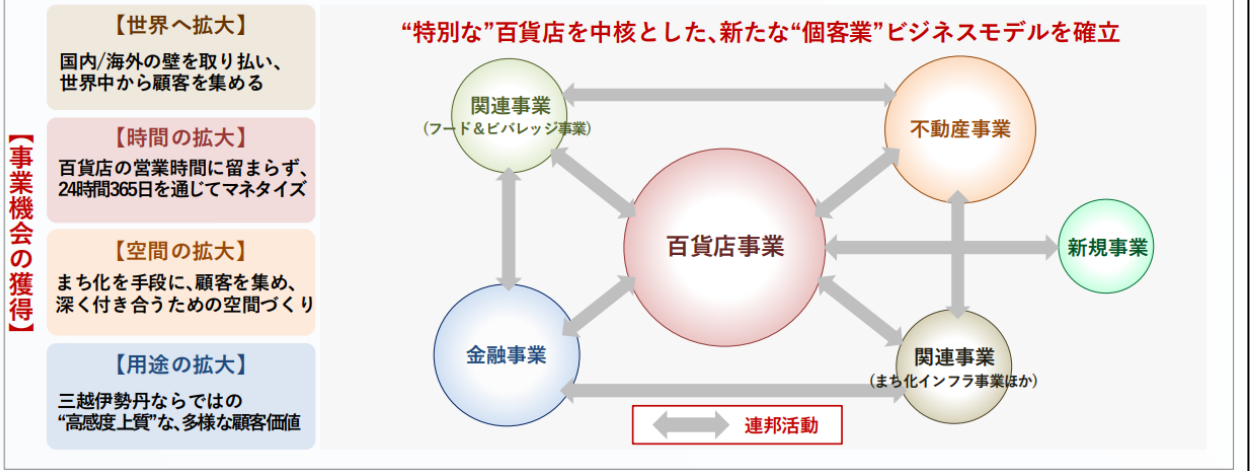 【事業機会の獲得】
【世界へ拡大】
国内/海外の壁を取り払い、
世界中から顧客を集める
【時間の拡大】
百貨店の営業時間に留まらず、
24時間365日を通じてマネタイズ
【空間の拡大】
まち化を手段に、顧客を集め、
深く付き合うための空間づくり
【用途の拡大】
三越伊勢丹ならではの
“高感度上質”な、多様な顧客価値
“特別な”百貨店を中核とした、新たな“個客業”ビジネスモデルを確立
関連事業
(フード＆ビバレッジ事業)
不動産事業
百貨店事業
新規事業
金融事業
関連事業
(まち化インフラ事業ほか)
連邦活動